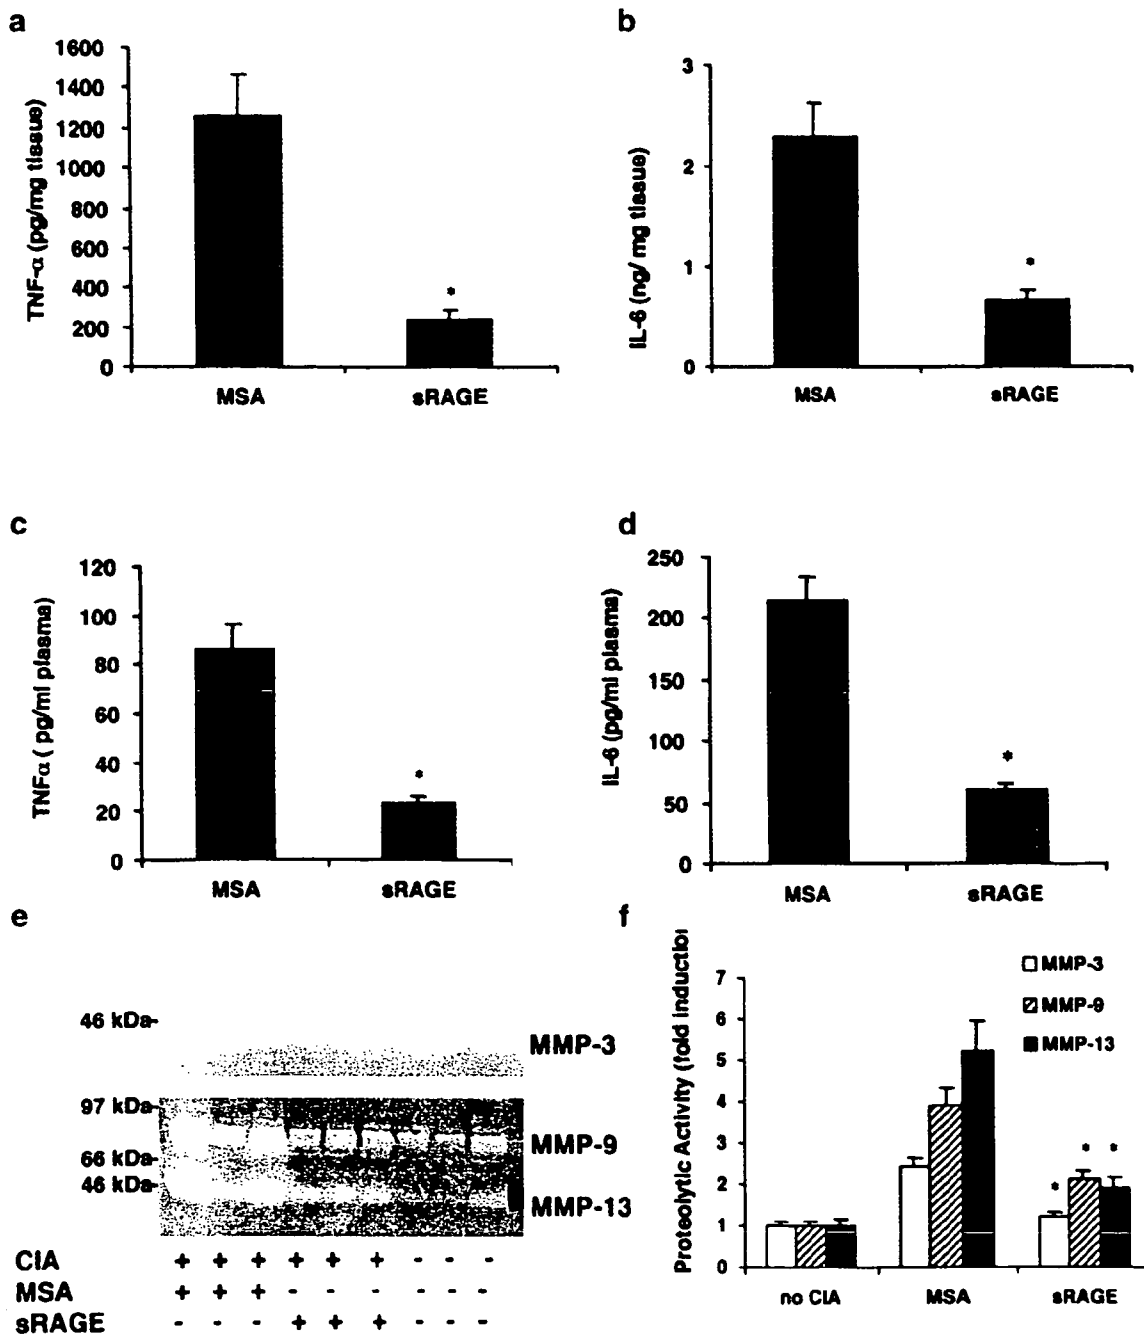 a
1600
1400
1200
1000
800
600
400
200
0
TNF-α (pg/mg tissue)
*
MSA sRAGE
b
3
2
1
0
IL-6 (ng/ mg tissue)
*
MSA sRAGE
c
120
100
80
60
40
20
0
TNFα ( pg/ml plasma)
*
MSA sRAGE
d
250
200
150
100
50
0
IL-6 (pg/ml plasma)
*
MSA sRAGE
e
46 kDa-
MMP-3
97 kDa-
MMP-9
66 kDa-
46 kDa-
MMP-13
CIA + + + + + + - - -
MSA + + + - - - - - -
sRAGE - - - + + + - - -
f
Proteolytic Activity (fold induction
7
6
5
4
3
2
1
0
MMP-3
MMP-9
MMP-13
* * *
no CIA MSA sRAGE